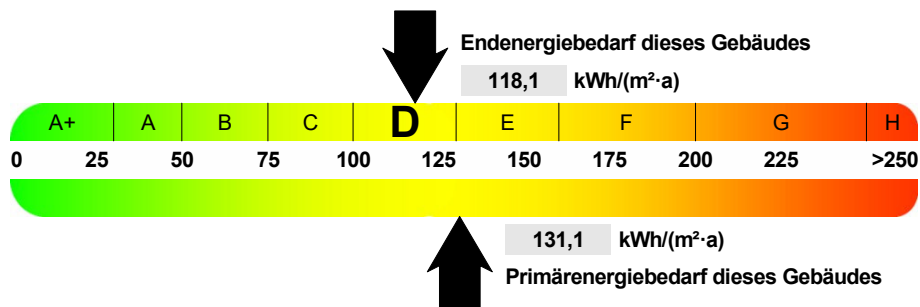 Endenergiebedarf dieses Gebäudes
118,1 kWh/(m²·a)
A+ A B C D E F G H
0 25 50 75 100 125 150 175 200 225 >250
131,1 kWh/(m²·a)
Primärenergiebedarf dieses Gebäudes